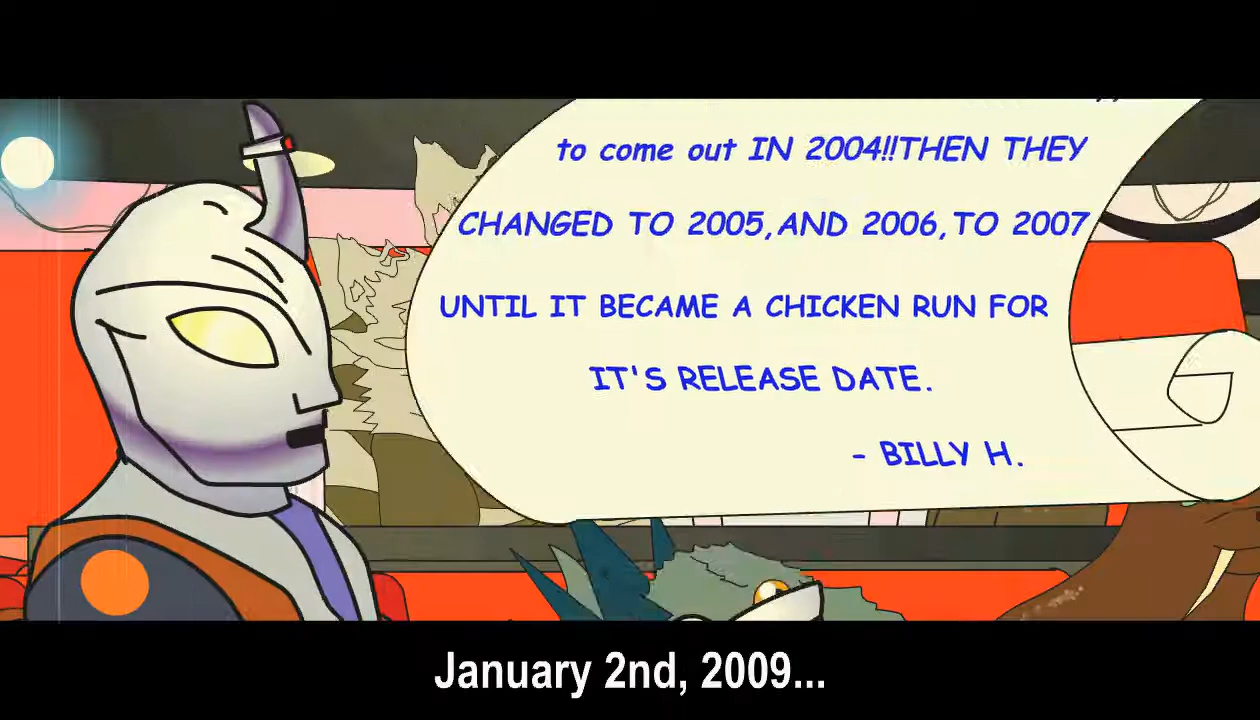 to come out IN 2004!!THEN THEY
CHANGED TO 2005,AND 2006,TO 2007
UNTIL IT BECAME A CHICKEN RUN FOR
IT'S RELEASE DATE.
- BILLY H.
January 2nd, 2009...